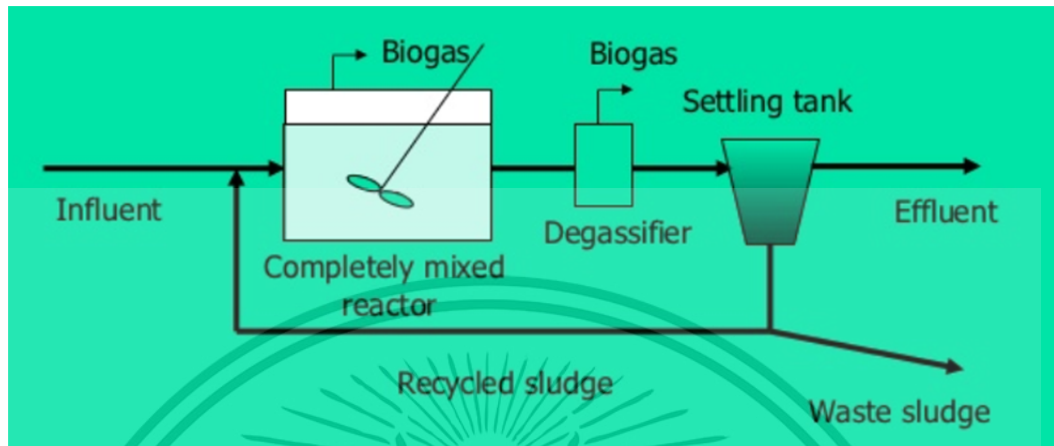 Biogas
Biogas
Settling tank
Influent
Effluent
Degassifier
Completely mixed
reactor
Recycled sludge
Waste sludge